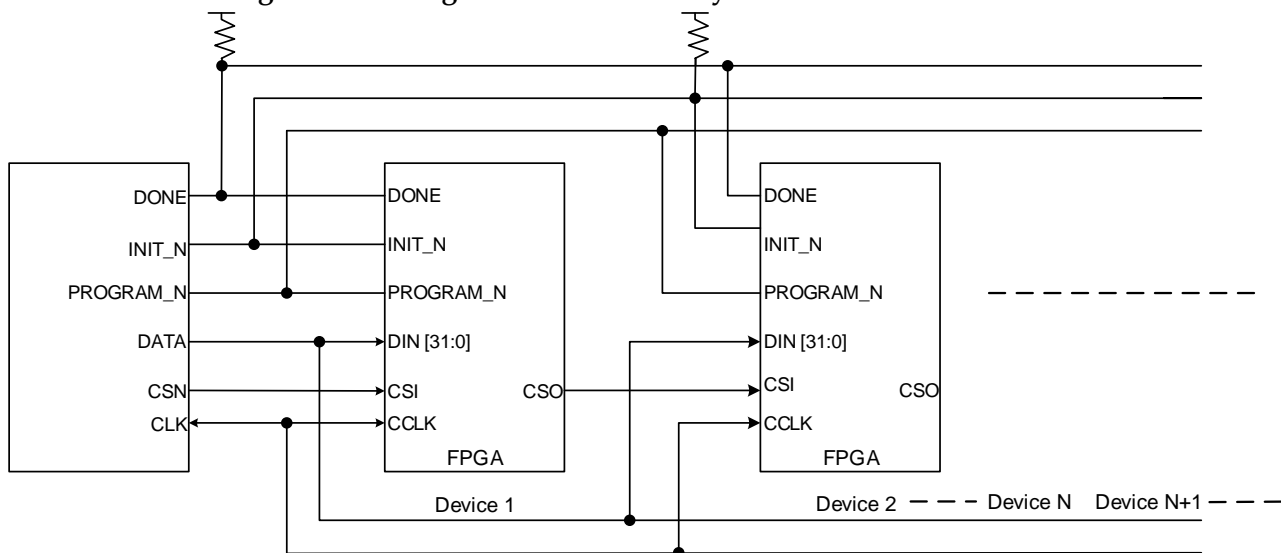 DONE
INIT_N
PROGRAM_N
DATA
CSN
CLK
DONE
INIT_N
PROGRAM_N
DIN [31:0]
CSI
CSO
CCLK
FPGA
Device 1
DONE
INIT_N
PROGRAM_N
DIN [31:0]
CSI
CSO
CCLK
FPGA
Device 2
Device N
Device N+1